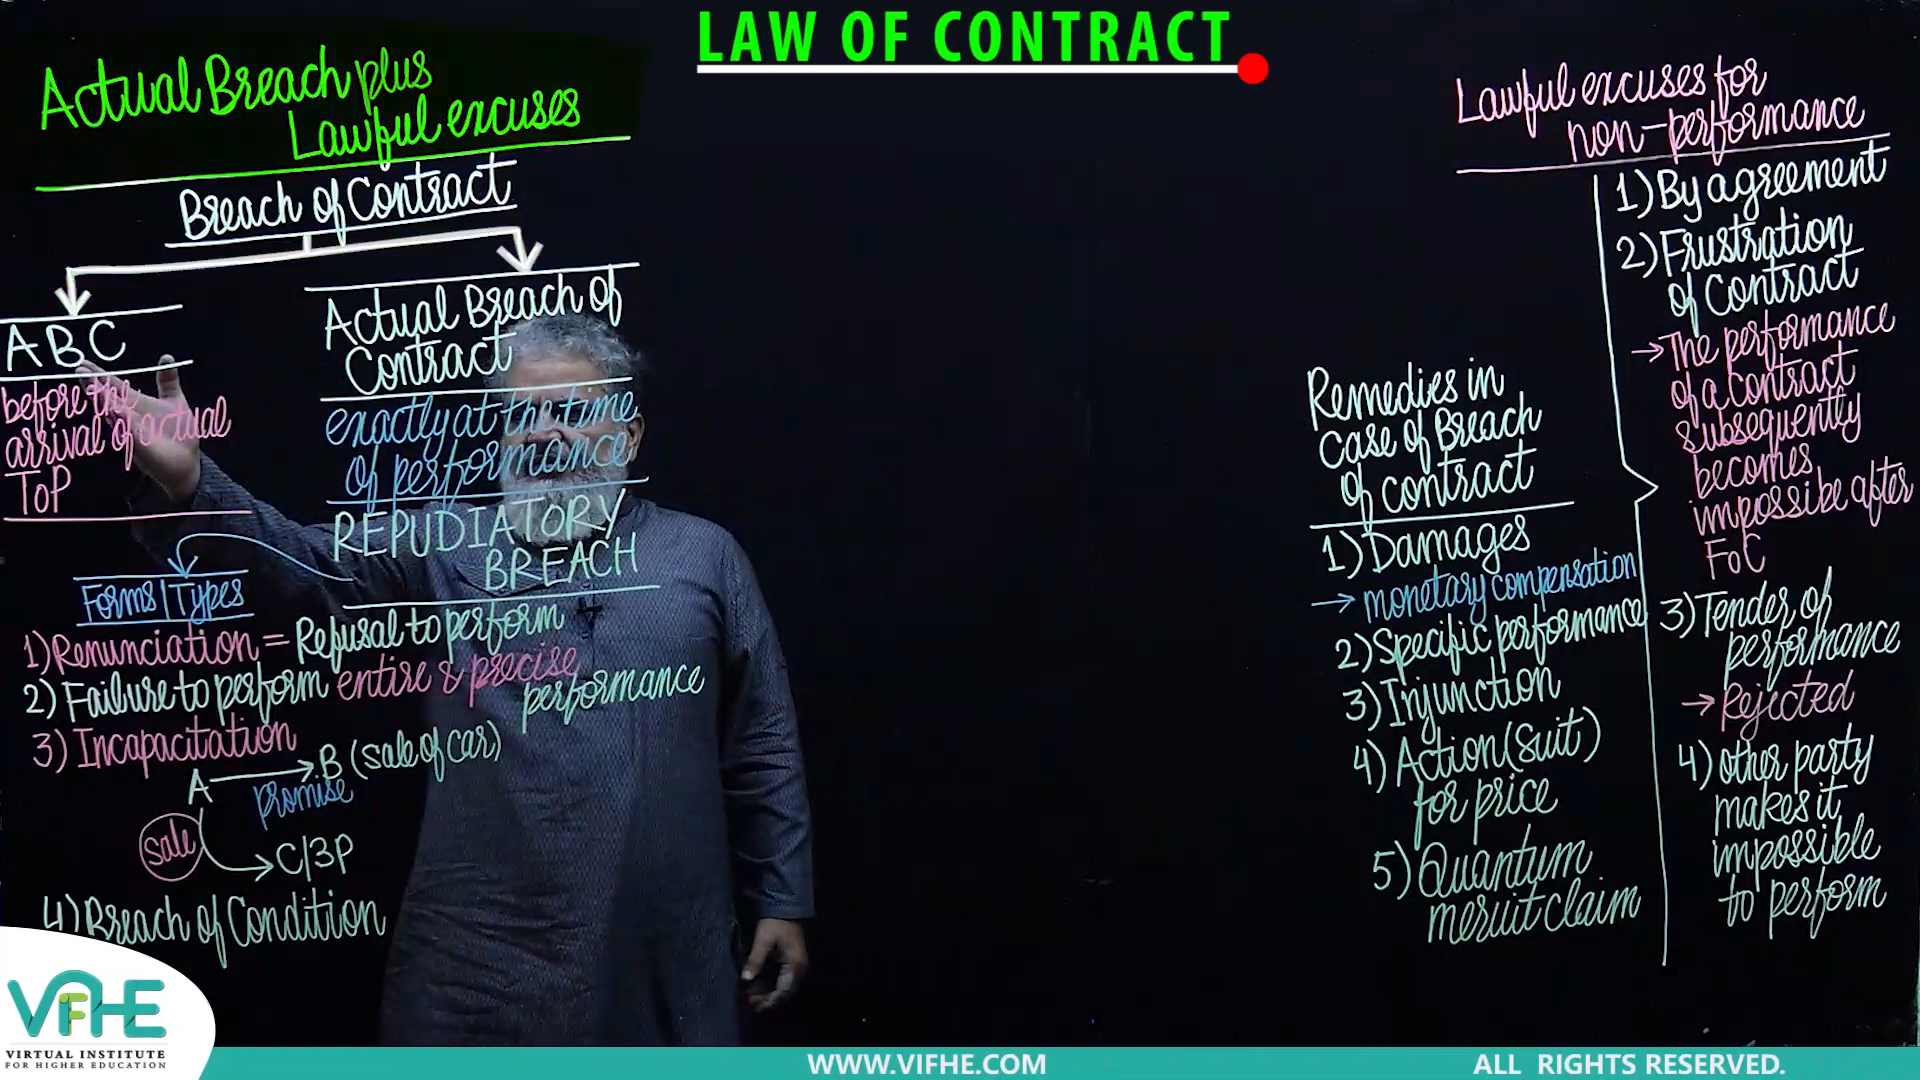 LAW OF CONTRACT
Actual Breach plus
Lawful excuses
Breach of Contract
ABC
before the
arrival of actual
ToP
Actual Breach of
Contract
exactly at the time
of performance
REPUDIATORY
BREACH
Forms/Types
1) Renunciation = Refusal to perform
2) Failure to perform entire & precise
performance
3) Incapacitation
A → B (sale of car)
promise
sale
C/3P
4) Breach of Condition
Remedies in
case of Breach
of contract
1) Damages
→ monetary compensation
2) Specific performance
3) Injunction
4) Action (suit)
for price
5) Quantum
meruit claim
Lawful excuses for
non-performance
1) By agreement
2) Frustration
of Contract
→ The performance
of a contract
subsequently
becomes
impossibe after
FoC
3) Tender of
performance
→ Rejected
4) other party
makes it
impossible
to perform
VIFHE
VIRTUAL INSTITUTE
FOR HIGHER EDUCATION
WWW.VIFHE.COM
ALL RIGHTS RESERVED.